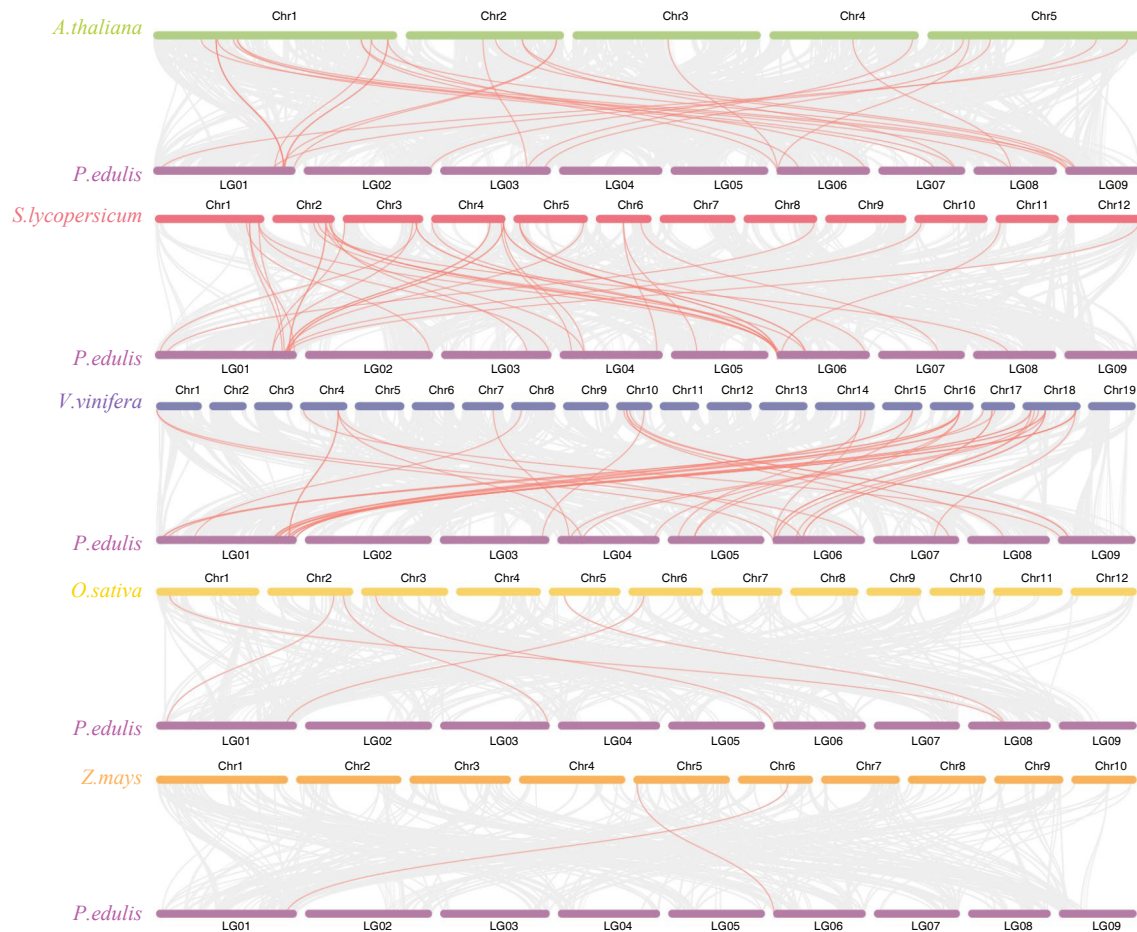 Chr1 Chr2 Chr3 Chr4 Chr5
A.thaliana
P.edulis
LG01 LG02 LG03 LG04 LG05 LG06 LG07 LG08 LG09
Chr1 Chr2 Chr3 Chr4 Chr5 Chr6 Chr7 Chr8 Chr9 Chr10 Chr11 Chr12
S.lycopersicum
P.edulis
LG01 LG02 LG03 LG04 LG05 LG06 LG07 LG08 LG09
Chr1 Chr2 Chr3 Chr4 Chr5 Chr6 Chr7 Chr8 Chr9 Chr10 Chr11 Chr12 Chr13 Chr14 Chr15 Chr16 Chr17 Chr18 Chr19
V.vinifera
P.edulis
LG01 LG02 LG03 LG04 LG05 LG06 LG07 LG08 LG09
Chr1 Chr2 Chr3 Chr4 Chr5 Chr6 Chr7 Chr8 Chr9 Chr10 Chr11 Chr12
O.sativa
P.edulis
LG01 LG02 LG03 LG04 LG05 LG06 LG07 LG08 LG09
Chr1 Chr2 Chr3 Chr4 Chr5 Chr6 Chr7 Chr8 Chr9 Chr10
Z.mays
P.edulis
LG01 LG02 LG03 LG04 LG05 LG06 LG07 LG08 LG09